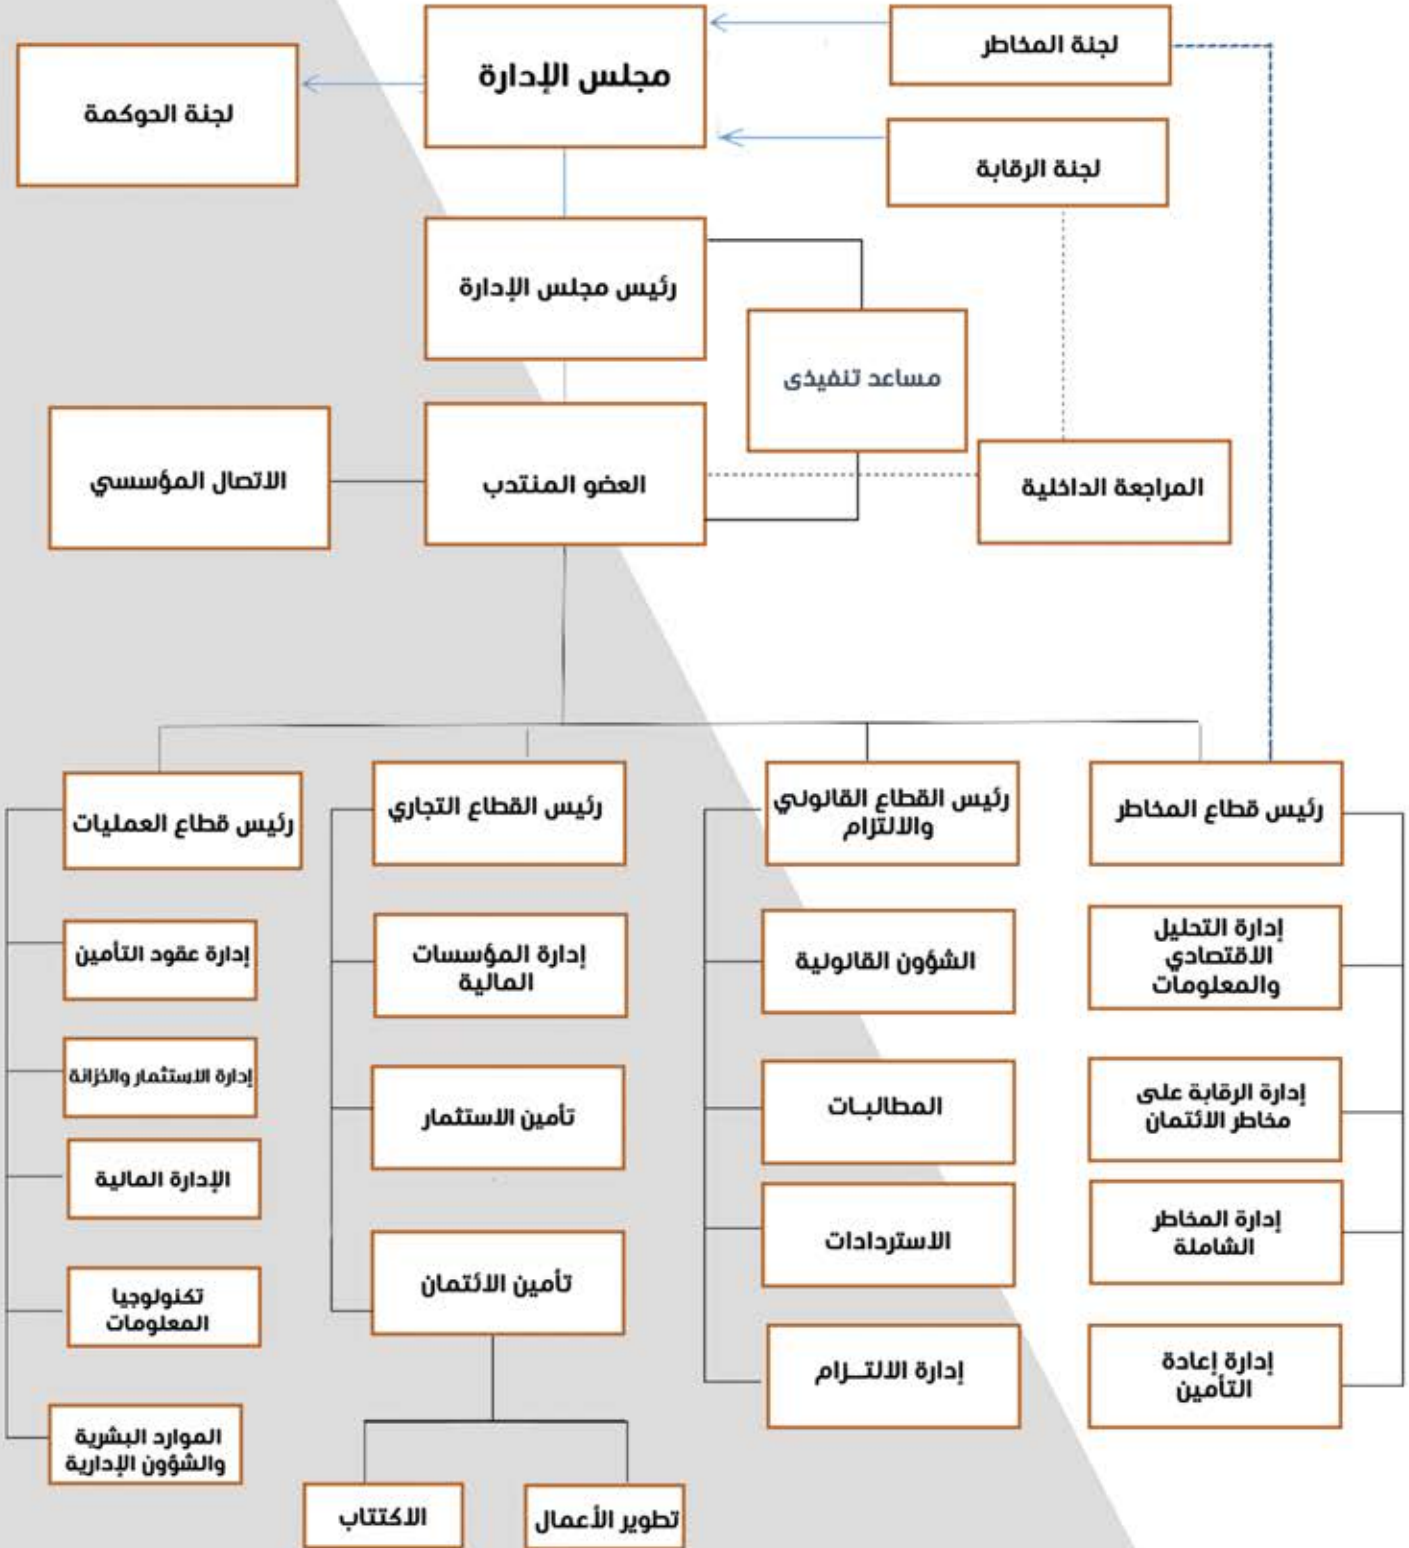 مجلس الإدارة
لجنة المخاطر
لجنة الحوكمة
لجنة الرقابة
رئيس مجلس الإدارة
مساعد تنفيذى
العضو المنتدب
الاتصال المؤسسي
المراجعة الداخلية
رئيس قطاع المخاطر
إدارة التحليل
الاقتصادي
والمعلومات
إدارة الرقابة على
مخاطر الائتمان
إدارة المخاطر
الشاملة
إدارة إعادة
التأمين
رئيس القطاع القانوني
والالتزام
الشؤون القانونية
المطالبـات
الاستردادات
إدارة الالتــزام
رئيس القطاع التجاري
إدارة المؤسسات
المالية
تأمين الاستثمار
تأمين الائتمان
تطوير الأعمال
الاكتتاب
رئيس قطاع العمليات
إدارة عقود التأمين
إدارة الاستثمار والخزانة
الإدارة المالية
تكنولوجيا
المعلومات
الموارد البشرية
والشؤون الإدارية